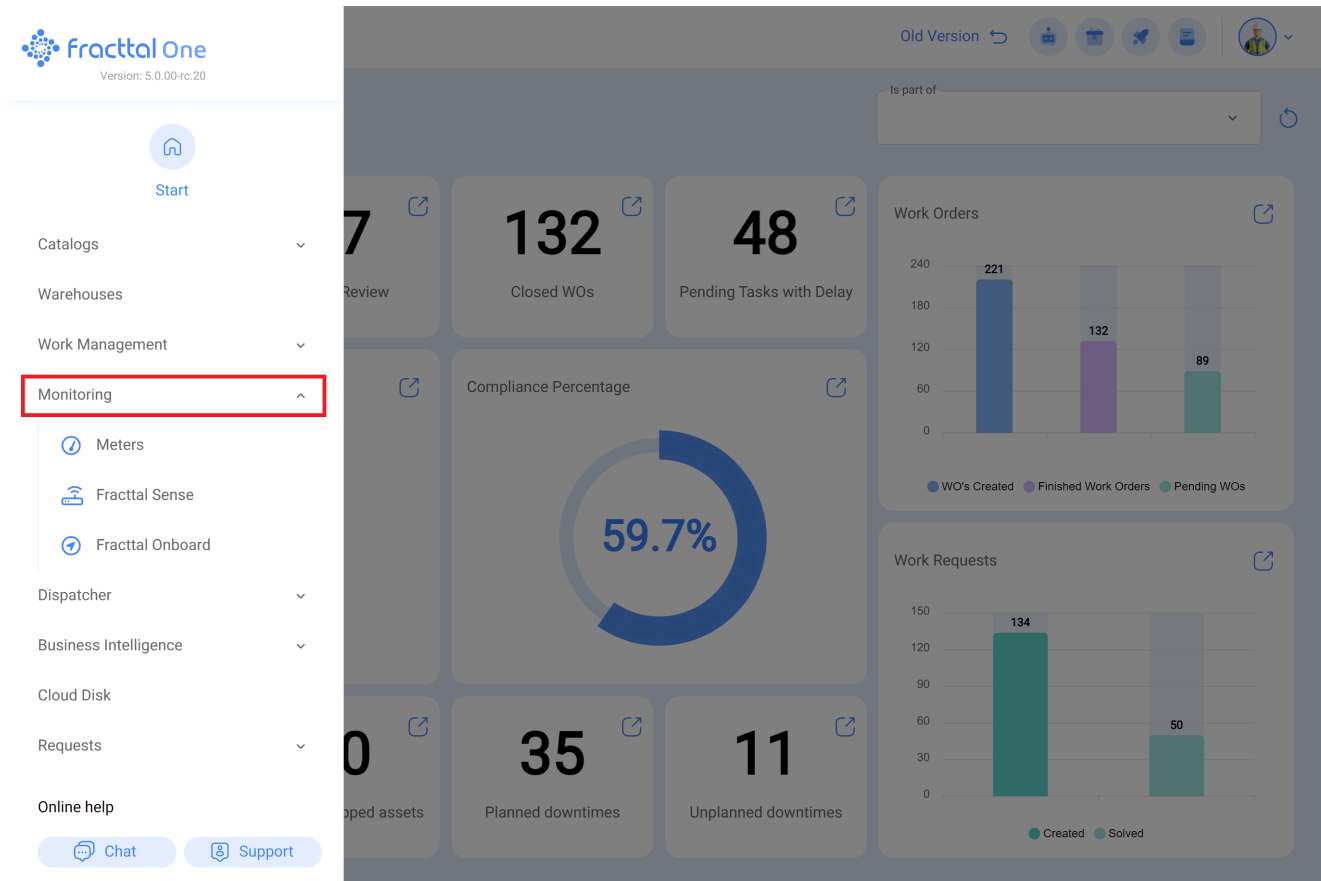 fracttal One
Version: 5.0.00-rc.20
Start
Catalogs
Warehouses
Work Management
Monitoring
Meters
Fracttal Sense
Fracttal Onboard
Dispatcher
Business Intelligence
Cloud Disk
Requests
Online help
Chat
Support
Old Version
Is part of
7
Review
132
Closed WOs
48
Pending Tasks with Delay
Compliance Percentage
59.7%
0
assets
35
Planned downtimes
11
Unplanned downtimes
Work Orders
240
180
120
60
0
221
132
89
WO's Created Finished Work Orders Pending WOs
Work Requests
150
120
90
60
30
0
134
50
Created Solved